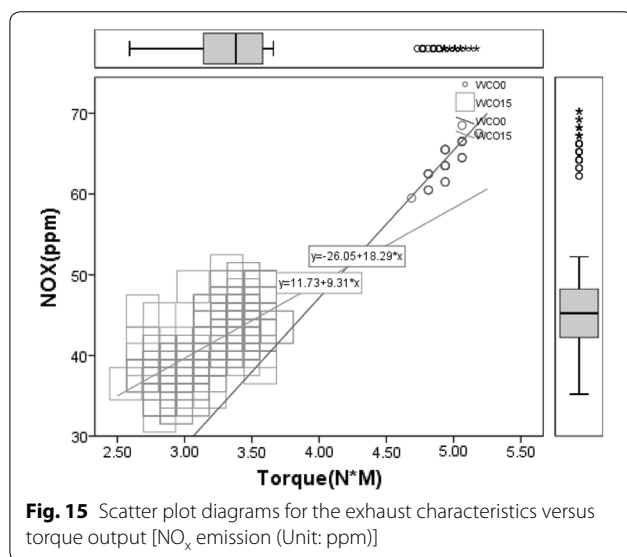 WCO0
WCO15
WCO0
WCO15
70
60
50
40
30
NOX(ppm)
y=-26.05+18.29*x
y=11.73+9.31*x
2.50 3.00 3.50 4.00 4.50 5.00 5.50
Torque(N*M)
Fig. 15 Scatter plot diagrams for the exhaust characteristics versus
torque output [NOx emission (Unit: ppm)]